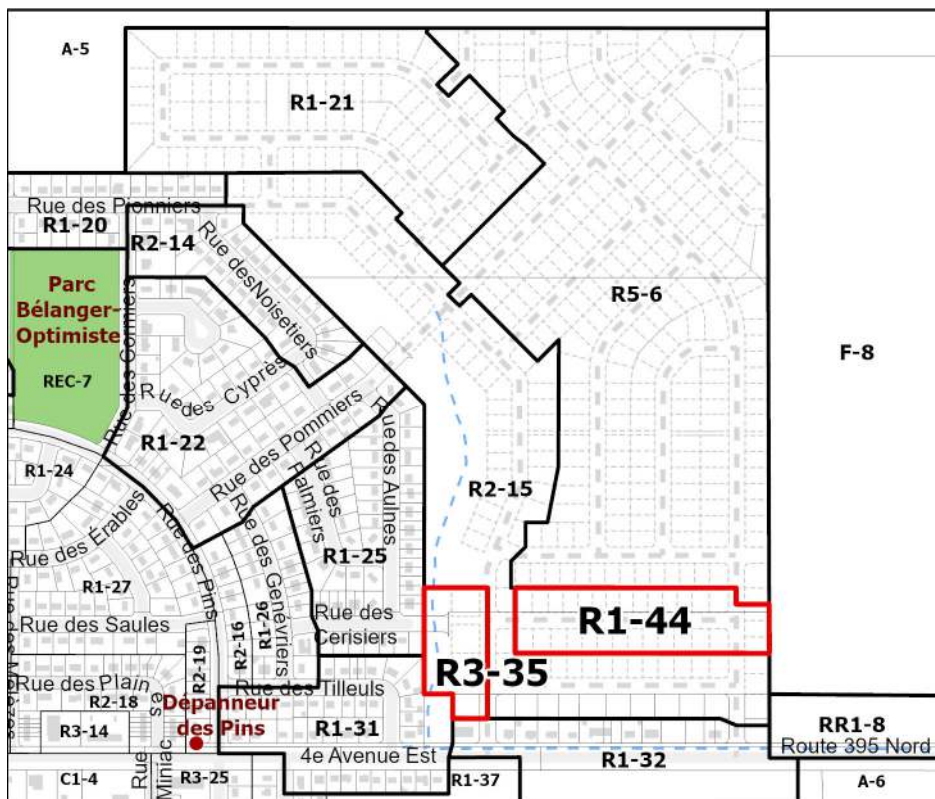 A-5
R1-21
Rue des Pionniers
R1-20
R2-14
Rue des Noisetiers
Parc
Bélanger-
Optimiste
REC-7
Rue des Cormiers
R5-6
F-8
Rue des Cyprès
R1-22
Rue des Pommiers
Rue des Aulnes
R1-24
Rue des
Palmiers
R2-15
Rue des Érables
Rue des Pins
Rue des Genévriers
R1-25
R1-27
R1-26
Rue des
Cerisiers
R1-44
Rue des Saules
R2-16
R2-19
R3-35
Rue des Plaines
R2-18
Rue des Tilleuls
Dépanneur
des Pins
R3-14
R1-31
RR1-8
Route 395 Nord
4e Avenue Est
R1-32
Rue
Miniac
C1-4
R3-25
R1-37
A-6